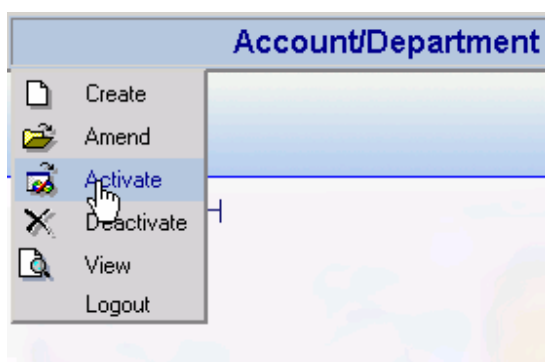 Account/Department
Create
Amend
Activate
Deactivate
View
Logout